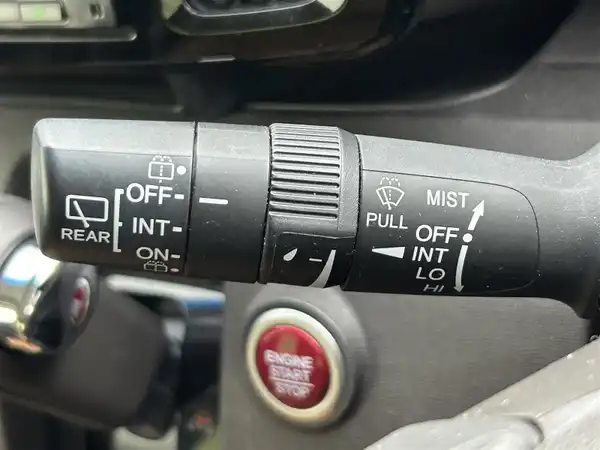 OFF
INT
ON
REAR
PULL
MIST
OFF
INT
LO
HI
ENGINE
START
STOP